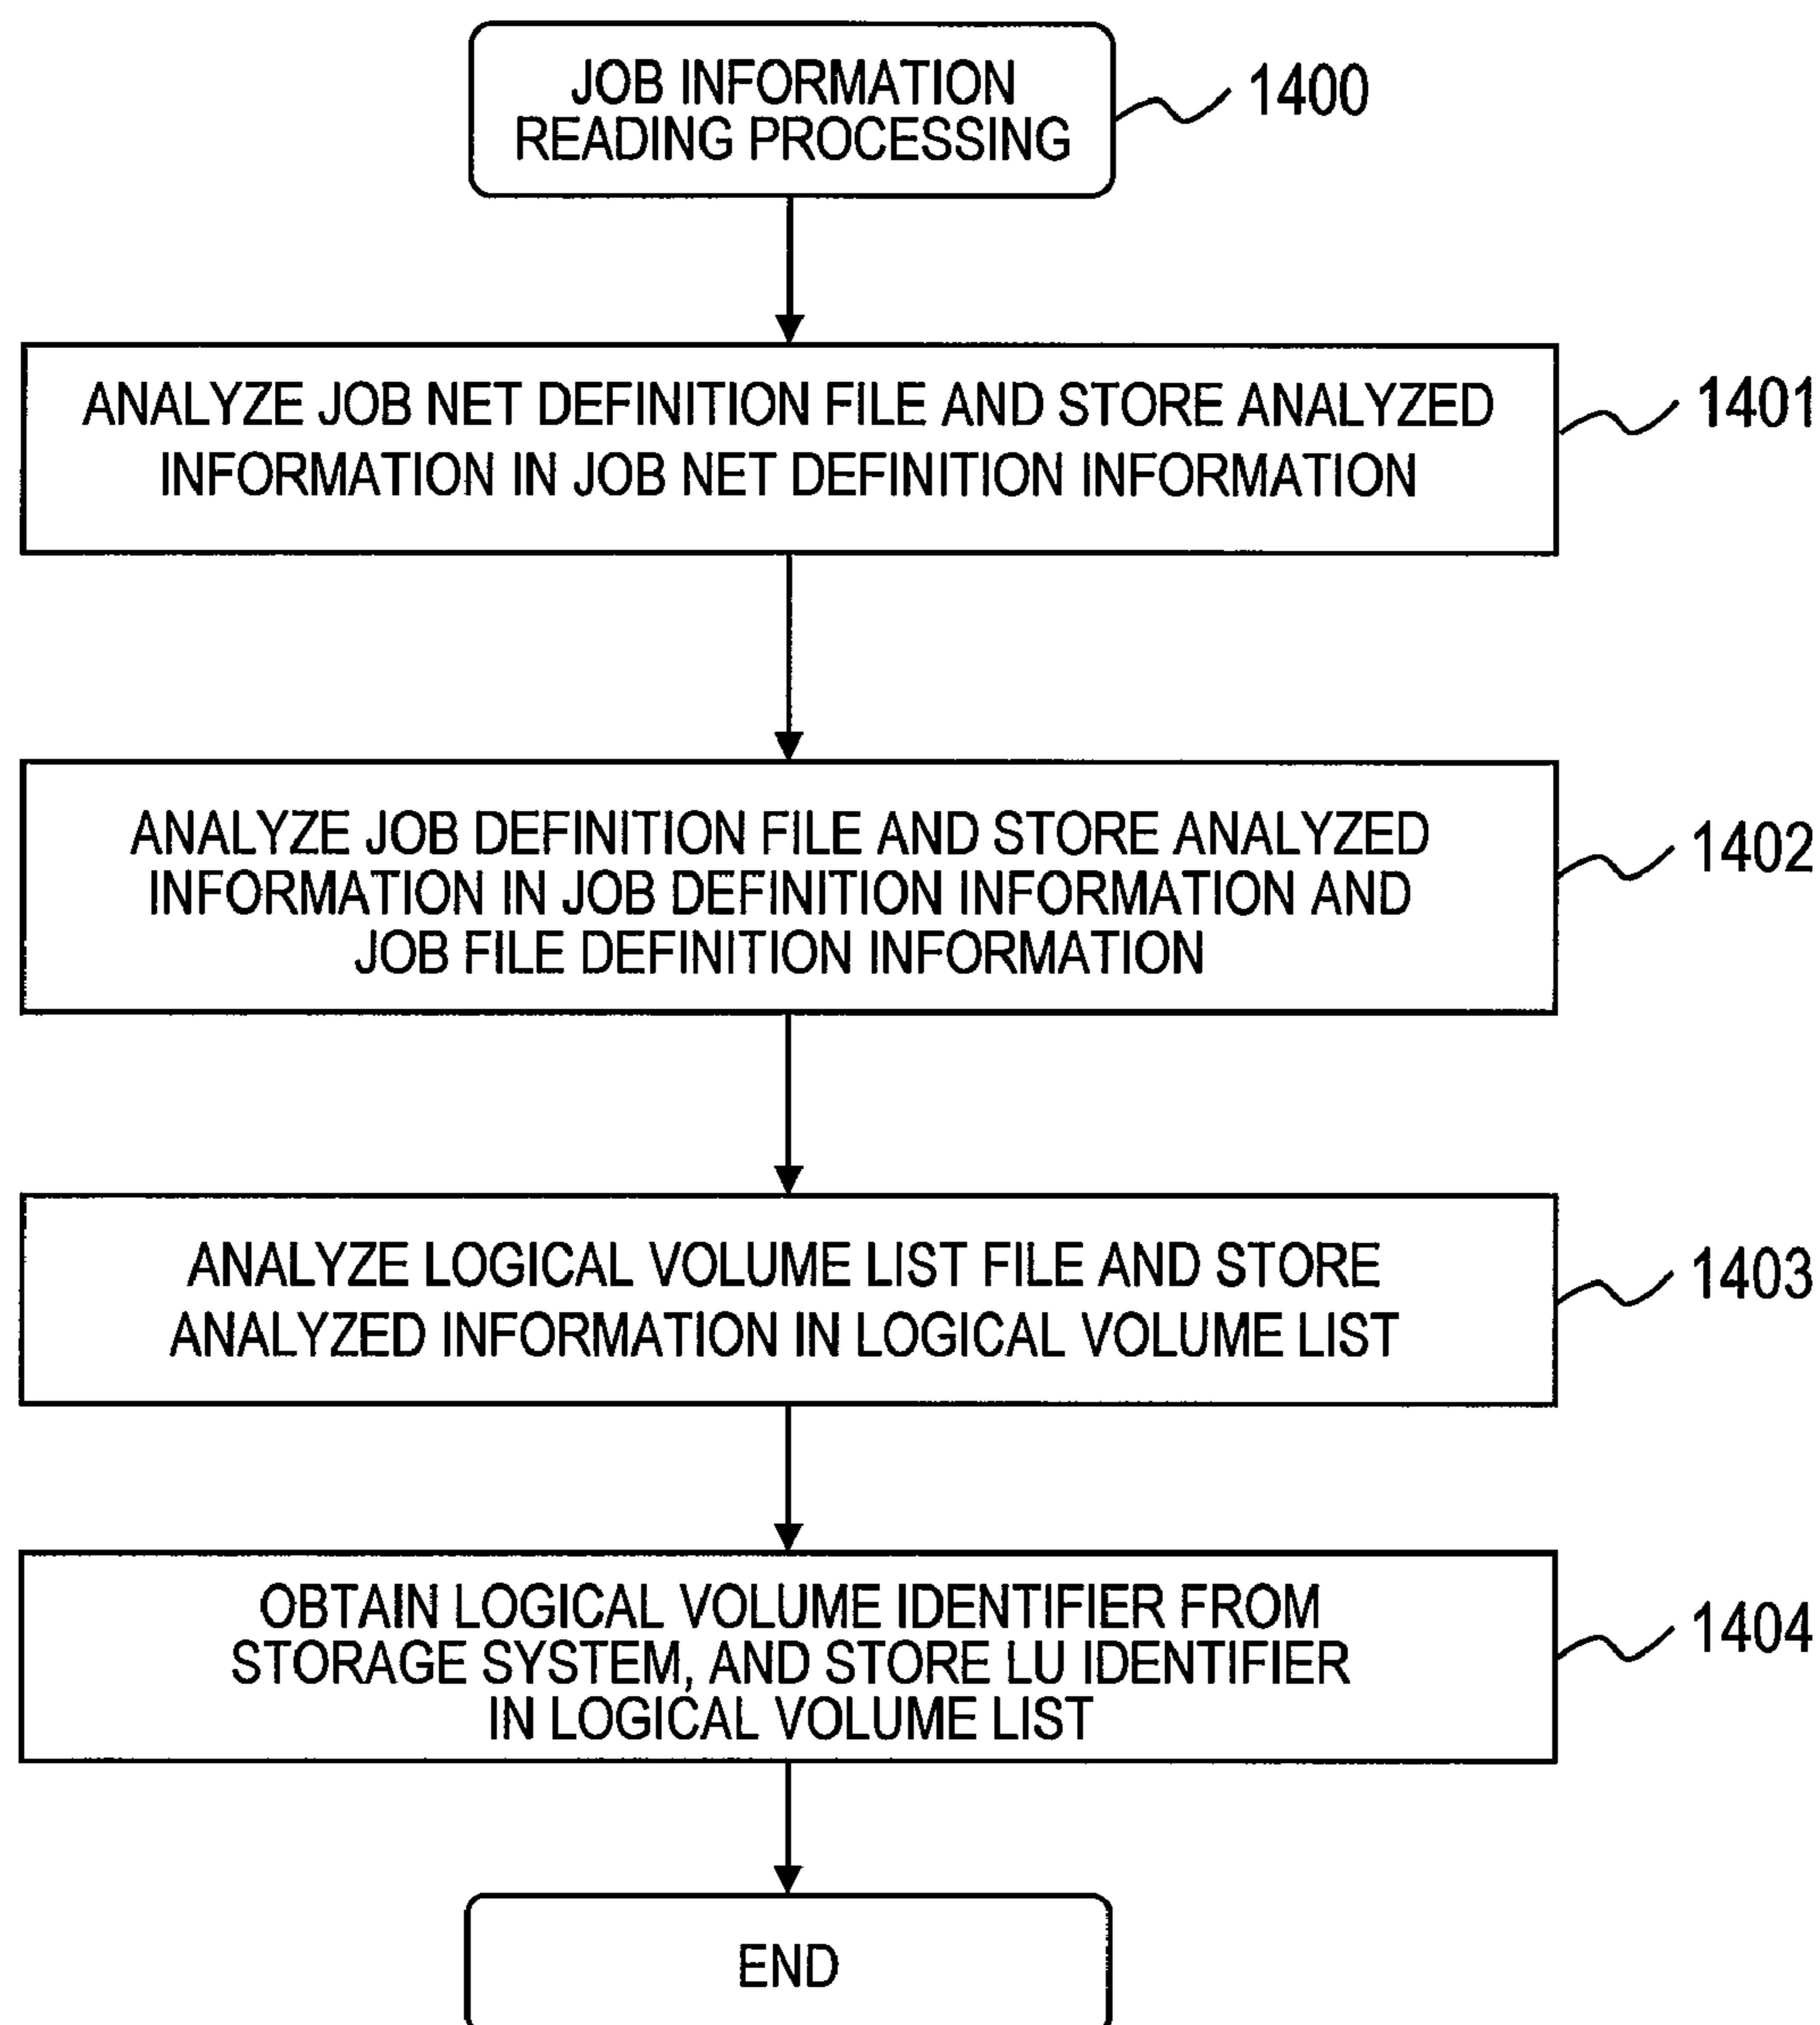 JOB INFORMATION
READING PROCESSING
1400
ANALYZE JOB NET DEFINITION FILE AND STORE ANALYZED
INFORMATION IN JOB NET DEFINITION INFORMATION
1401
ANALYZE JOB DEFINITION FILE AND STORE ANALYZED
INFORMATION IN JOB DEFINITION INFORMATION AND
JOB FILE DEFINITION INFORMATION
1402
ANALYZE LOGICAL VOLUME LIST FILE AND STORE
ANALYZED INFORMATION IN LOGICAL VOLUME LIST
1403
OBTAIN LOGICAL VOLUME IDENTIFIER FROM
STORAGE SYSTEM, AND STORE LU IDENTIFIER
IN LOGICAL VOLUME LIST
1404
END